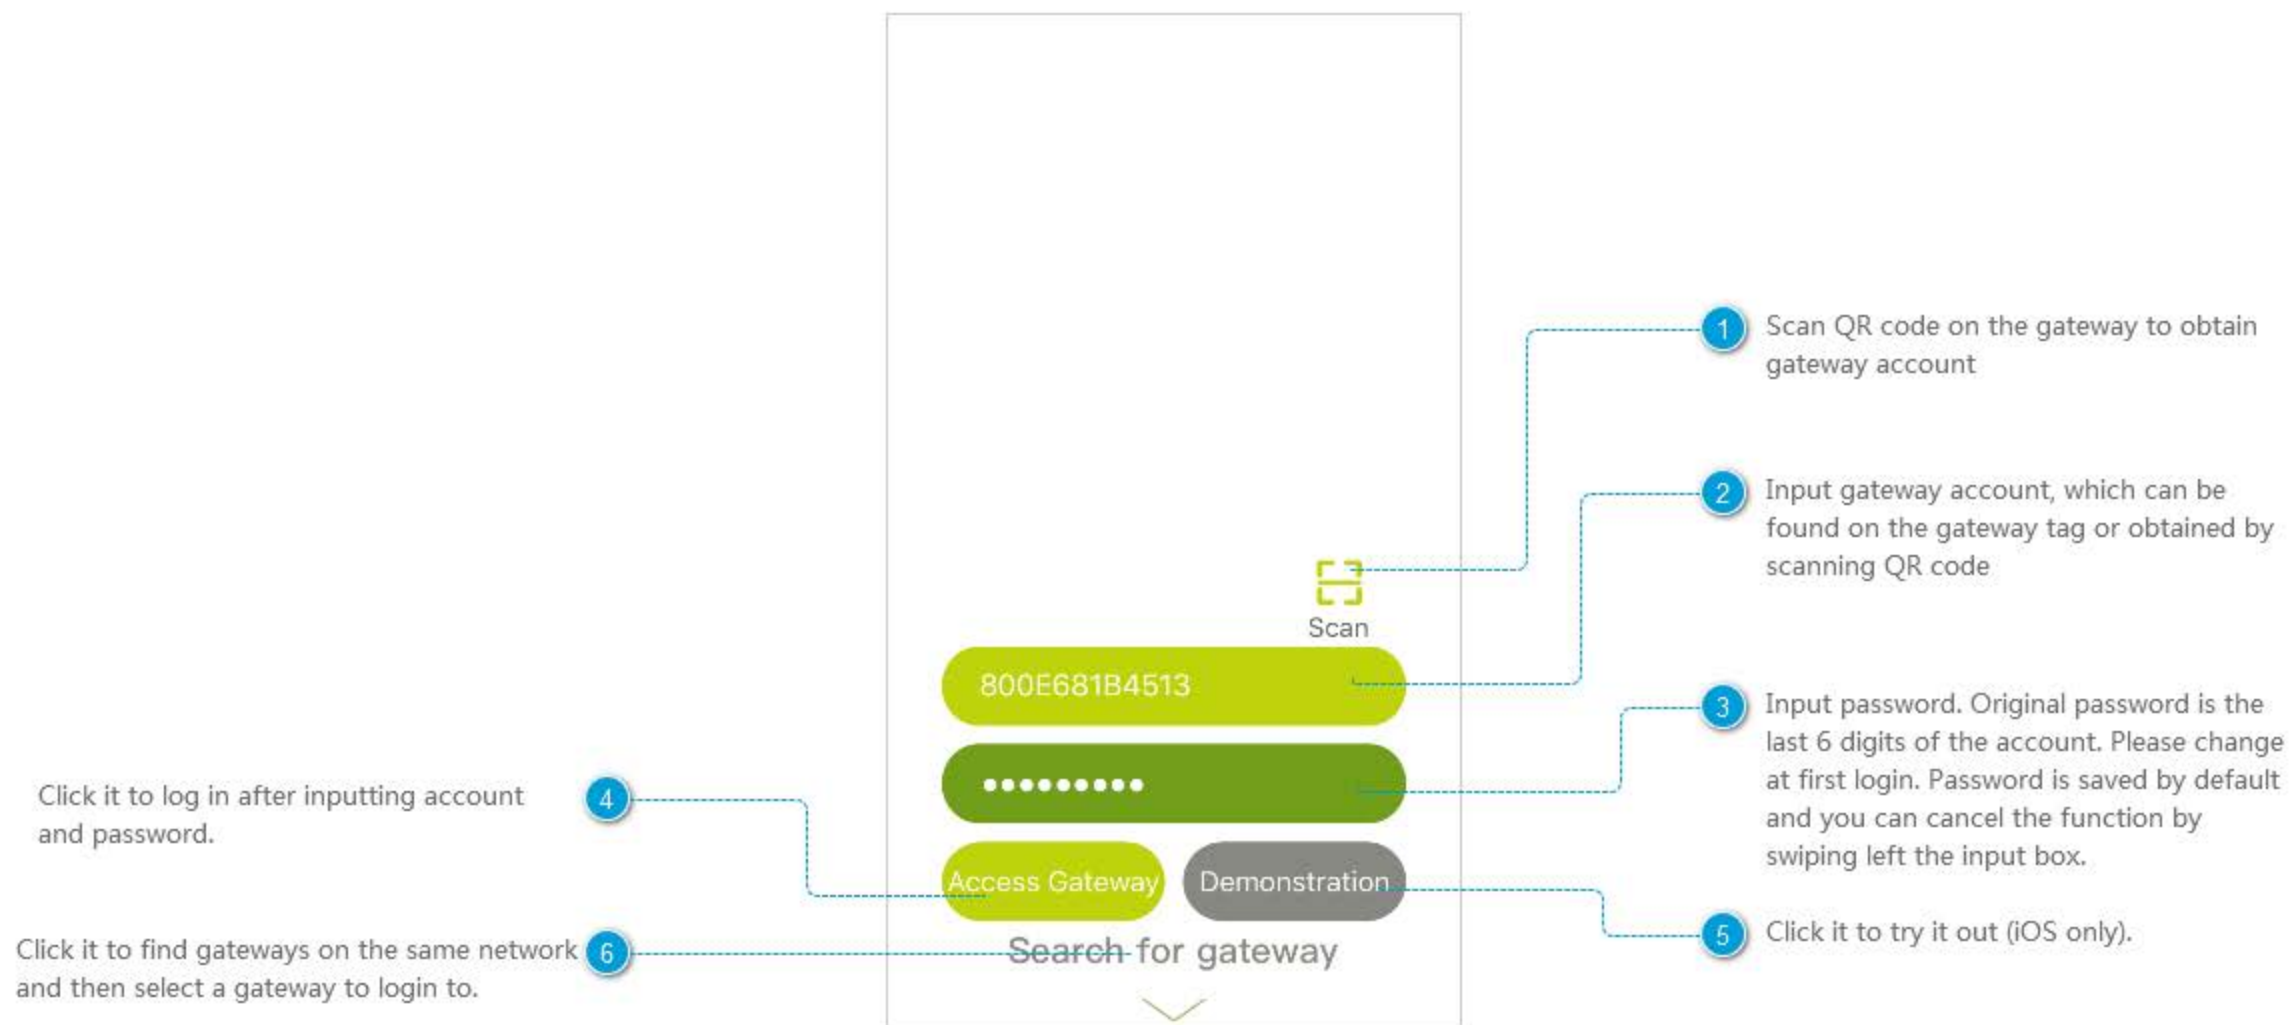 1
Scan QR code on the gateway to obtain
gateway account
2
Input gateway account, which can be
found on the gateway tag or obtained by
scanning QR code
Scan
800E681B4513
3
Input password. Original password is the
last 6 digits of the account. Please change
at first login. Password is saved by default
and you can cancel the function by
swiping left the input box.
●●●●●●●●●
Click it to log in after inputting account
and password.
4
Access Gateway
Demonstration
5
Click it to try it out (iOS only).
Click it to find gateways on the same network
and then select a gateway to login to.
6
Search for gateway